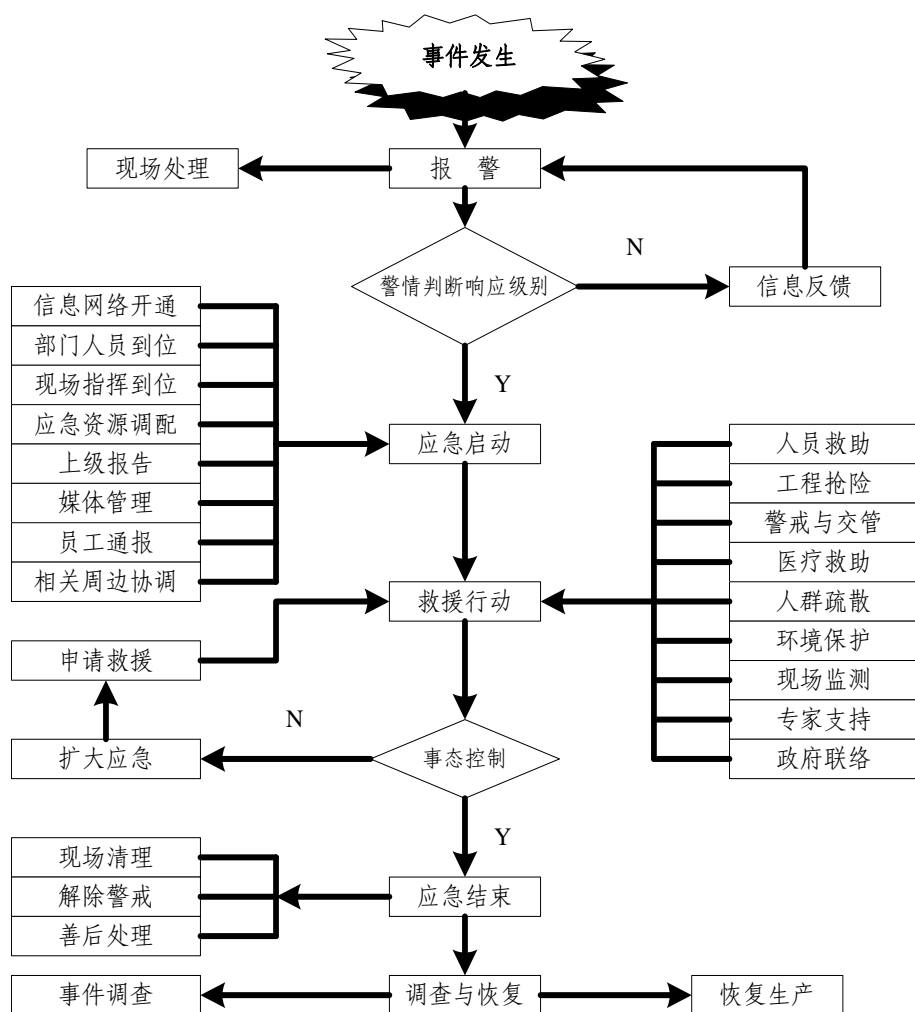 事件发生
现场处理
报 警
N
警情判断响应级别
信息反馈
信息网络开通
部门人员到位
现场指挥到位
应急资源调配
上级报告
媒体管理
员工通报
相关周边协调
Y
应急启动
人员救助
工程抢险
警戒与交管
医疗救助
人群疏散
环境保护
现场监测
专家支持
政府联络
救援行动
申请救援
N
扩大应急
事态控制
Y
现场清理
解除警戒
善后处理
应急结束
事件调查
调查与恢复
恢复生产